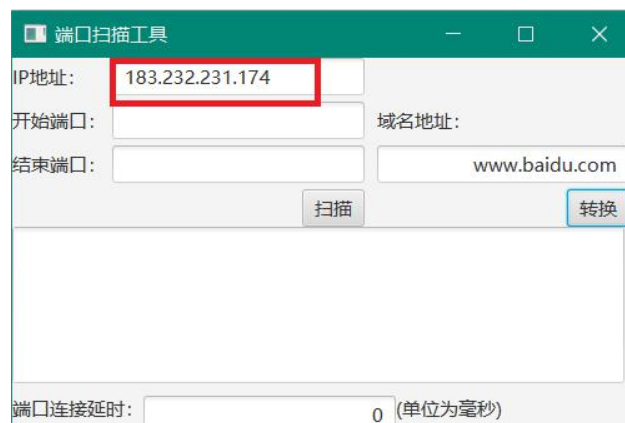 端口扫描工具
IP地址: 183.232.231.174
开始端口: 域名地址:
结束端口: www.baidu.com
扫描 转换
端口连接延时: 0 (单位为毫秒)